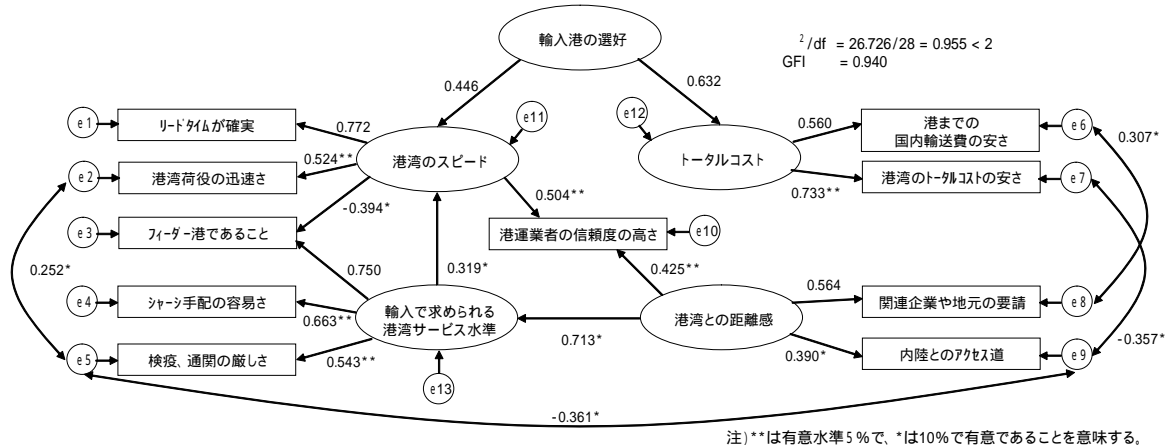 輸入港の選好
²/df = 26.726/28 = 0.955 < 2
GFI = 0.940
0.446
0.632
e1
リードタイムが確実
0.772
e11
e12
0.560
港までの
国内輸送費の安さ
e6
0.307*
港湾のスピード
トータルコスト
e2
港湾荷役の迅速さ
0.524**
0.733**
港湾のトータルコストの安さ
e7
-0.394*
0.504**
e3
フィーダー港であること
港運業者の信頼度の高さ
e10
0.252*
0.750
0.319*
0.425**
e4
シャーシ手配の容易さ
0.663**
輸入で求められる
港湾サービス水準
港湾との距離感
0.564
関連企業や地元の要請
e8
0.713*
-0.357*
e5
検疫、通関の厳しさ
0.543**
0.390*
内陸とのアクセス道
e9
e13
-0.361*
注)**は有意水準5%で、*は10%で有意であることを意味する。